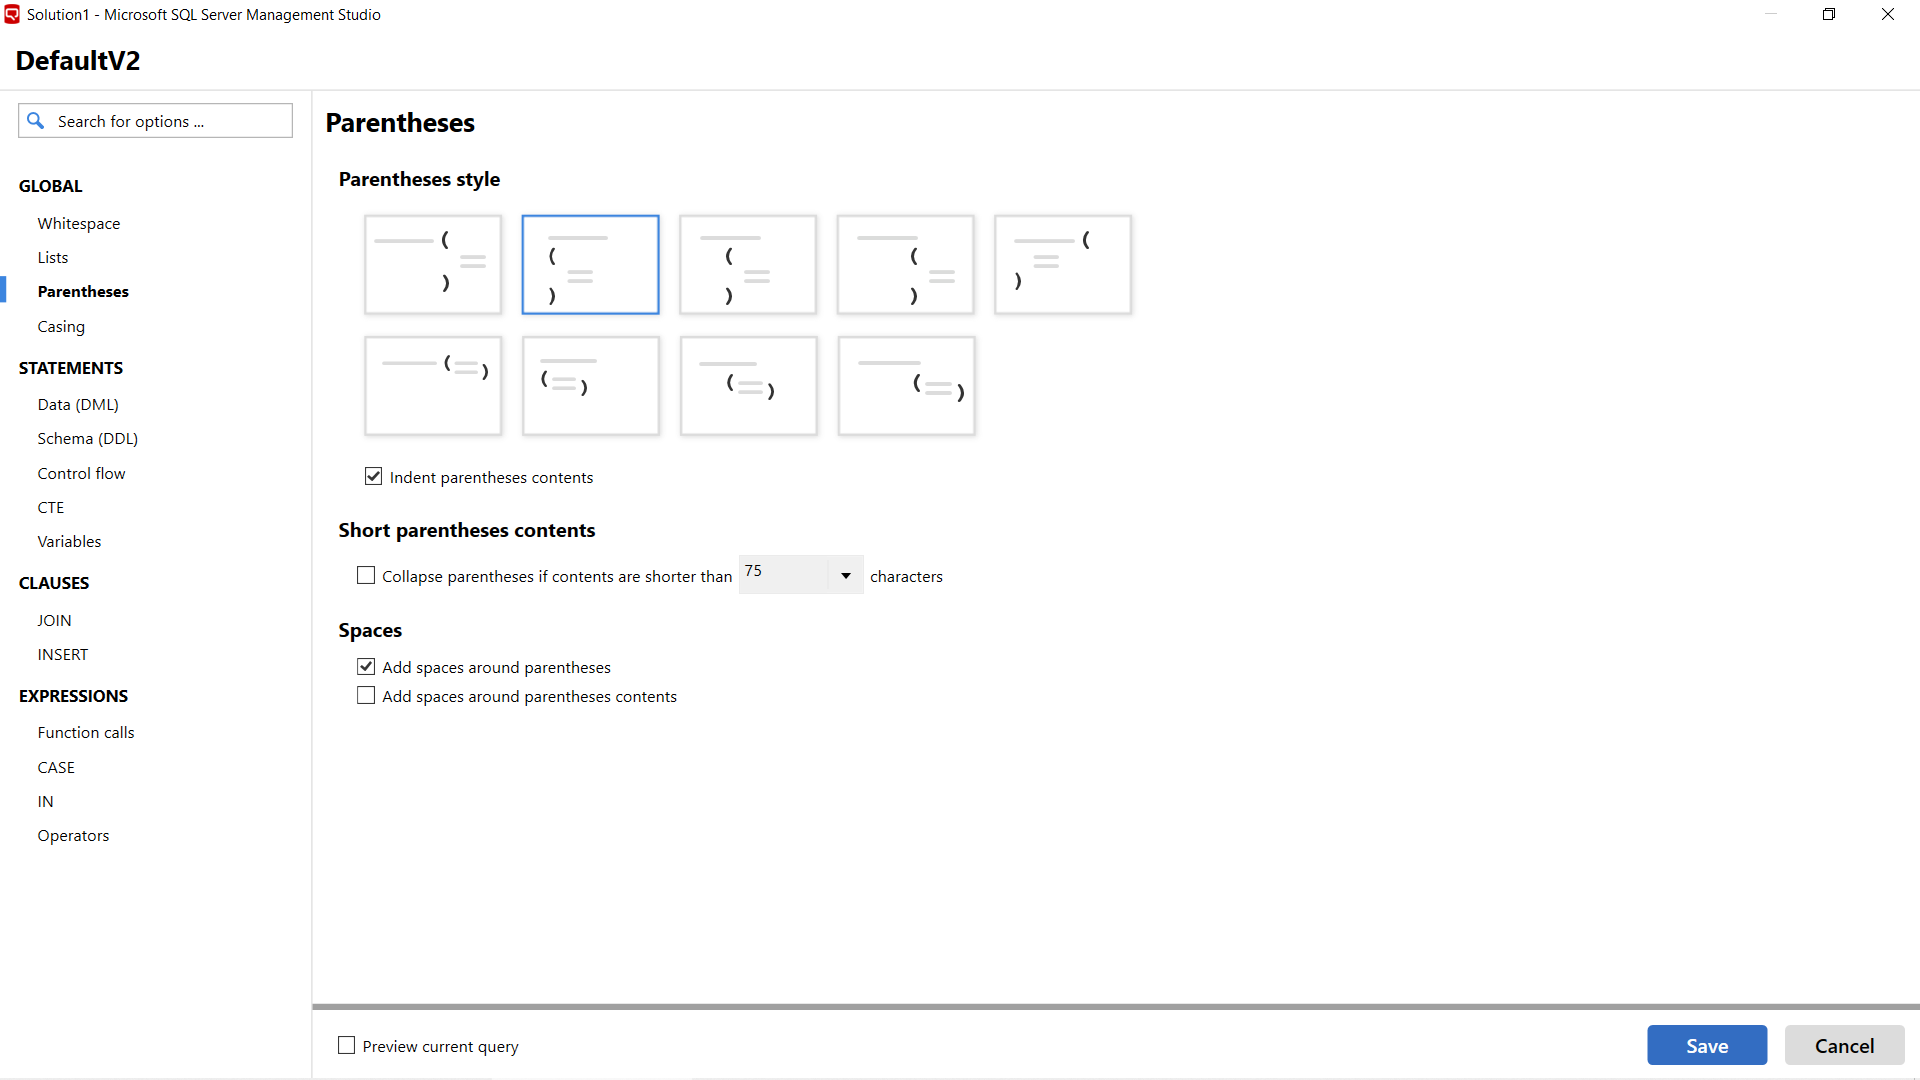 Solution1 - Microsoft SQL Server Management Studio
DefaultV2
Search for options ...
GLOBAL
Whitespace
Lists
Parentheses
Casing
STATEMENTS
Data (DML)
Schema (DDL)
Control flow
CTE
Variables
CLAUSES
JOIN
INSERT
EXPRESSIONS
Function calls
CASE
IN
Operators
Parentheses
Parentheses style
( )
( )
( )
( )
( )
( )
( )
( )
( )
Indent parentheses contents
Short parentheses contents
Collapse parentheses if contents are shorter than 75 characters
Spaces
Add spaces around parentheses
Add spaces around parentheses contents
Preview current query
Save
Cancel